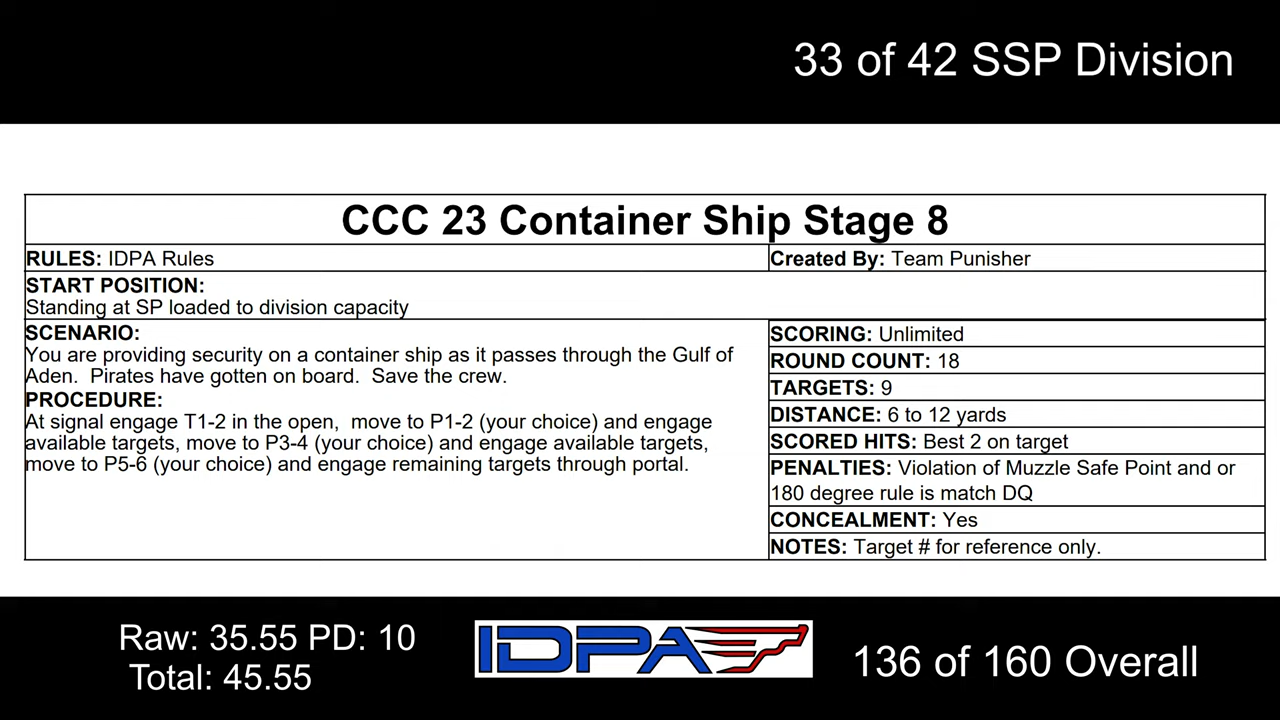 33 of 42 SSP Division
CCC 23 Container Ship Stage 8
RULES: IDPA Rules
Created By: Team Punisher
START POSITION:
Standing at SP loaded to division capacity
SCENARIO:
You are providing security on a container ship as it passes through the Gulf of
Aden.  Pirates have gotten on board.  Save the crew.
PROCEDURE:
At signal engage T1-2 in the open,  move to P1-2 (your choice) and engage
available targets, move to P3-4 (your choice) and engage available targets,
move to P5-6 (your choice) and engage remaining targets through portal.
SCORING: Unlimited
ROUND COUNT: 18
TARGETS: 9
DISTANCE: 6 to 12 yards
SCORED HITS: Best 2 on target
PENALTIES: Violation of Muzzle Safe Point and or
180 degree rule is match DQ
CONCEALMENT: Yes
NOTES: Target # for reference only.
Raw: 35.55 PD: 10
Total: 45.55
IDPA
136 of 160 Overall